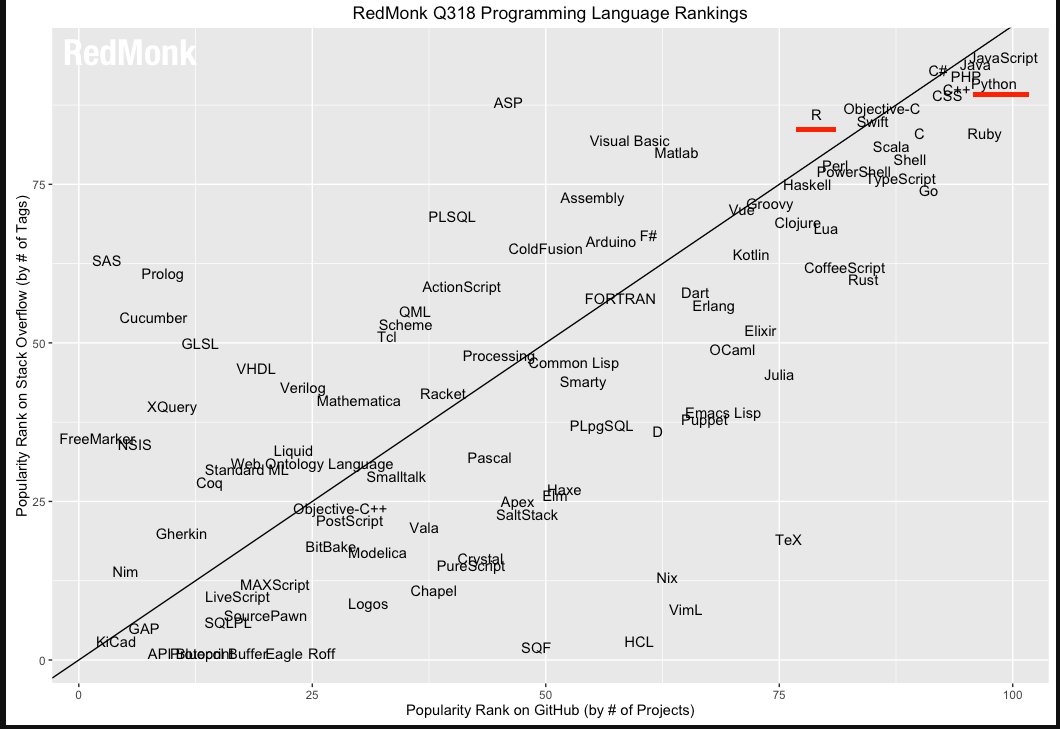 RedMonk Q318 Programming Language Rankings
RedMonk
JavaScript
Java
C#
PHP
Python
C++
CSS
ASP
Objective-C
R
Swift
C
Ruby
Visual Basic
Scala
Matlab
Shell
Perl
PowerShell
TypeScript
Haskell
Go
75
Assembly
Groovy
Vue
PLSQL
Clojure
Lua
F#
Arduino
ColdFusion
Kotlin
SAS
CoffeeScript
Prolog
Rust
ActionScript
Dart
FORTRAN
Erlang
QML
Cucumber
Scheme
Elixir
Tcl
50
GLSL
OCaml
Processing
Common Lisp
VHDL
Julia
Smarty
Verilog
Racket
Mathematica
XQuery
Emacs Lisp
Puppet
PLpgSQL
D
FreeMarker
NSIS
Liquid
Pascal
Web Ontology Language
Standard ML
Smalltalk
Coq
Haxe
Elm
25
Apex
Objective-C++
SaltStack
PostScript
Vala
Gherkin
TeX
BitBake
Modelica
Crystal
PureScript
Nim
Nix
MAXScript
Chapel
LiveScript
Logos
VimL
SourcePawn
SQLPL
GAP
KiCad
HCL
SQF
API Blueprint
Protocol Buffer
Eagle
Roff
0
0 25 50 75 100
Popularity Rank on GitHub (by # of Projects)
Popularity Rank on Stack Overflow (by # of Tags)